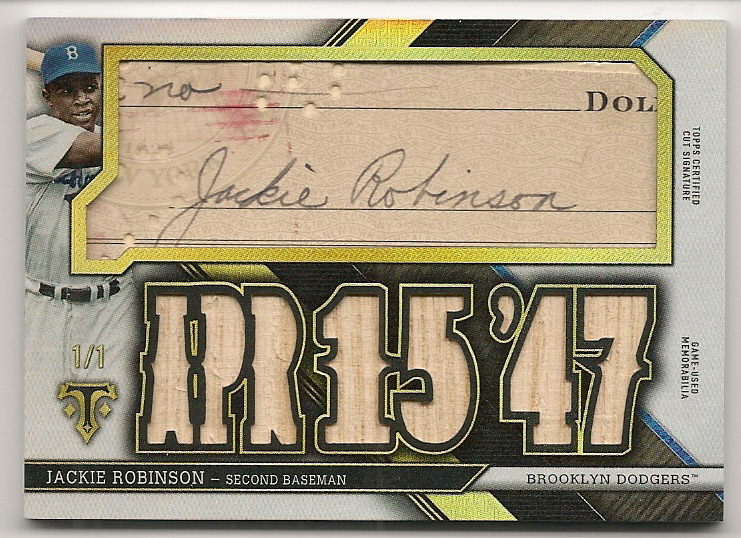 B
no
DOL
Jackie Robinson
TOPPS CERTIFIED
CUT SIGNATURE
APR 15 '47
GAME-USED
MEMORABILIA
1/1
T
JACKIE ROBINSON – SECOND BASEMAN
BROOKLYN DODGERS™